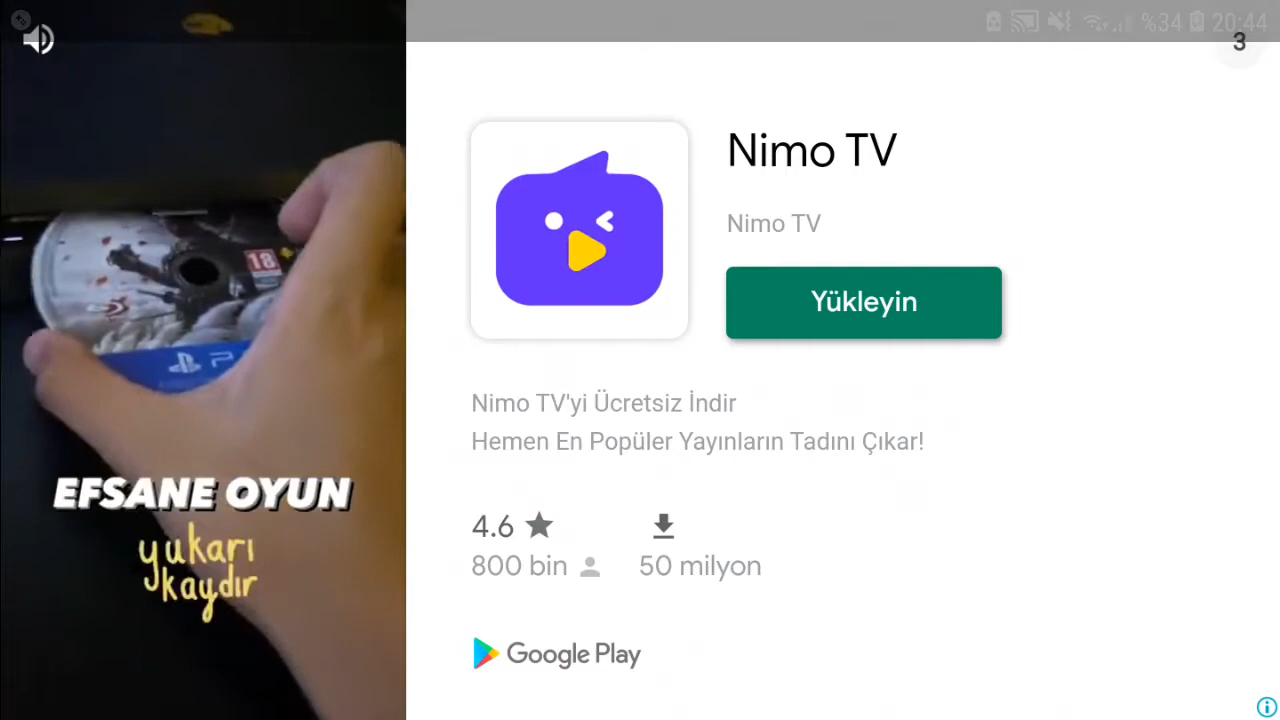 %34 20:44
3
Nimo TV
Nimo TV
Yükleyin
Nimo TV'yi Ücretsiz İndir
Hemen En Popüler Yayınların Tadını Çıkar!
4.6
800 bin
50 milyon
Google Play
18
EFSANE OYUN
yukarı
kaydır